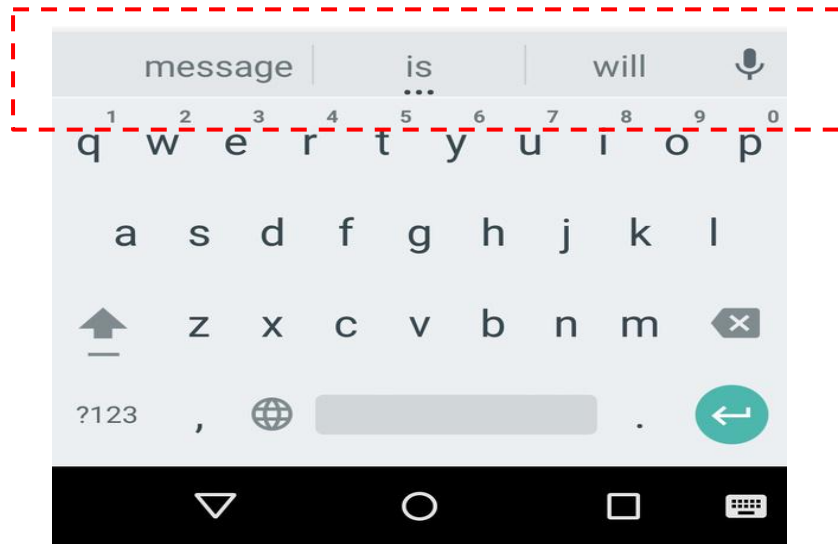 message is will
1 2 3 4 5 6 7 8 9 0
q w e r t y u i o p
a s d f g h j k l
z x c v b n m
?123 , .